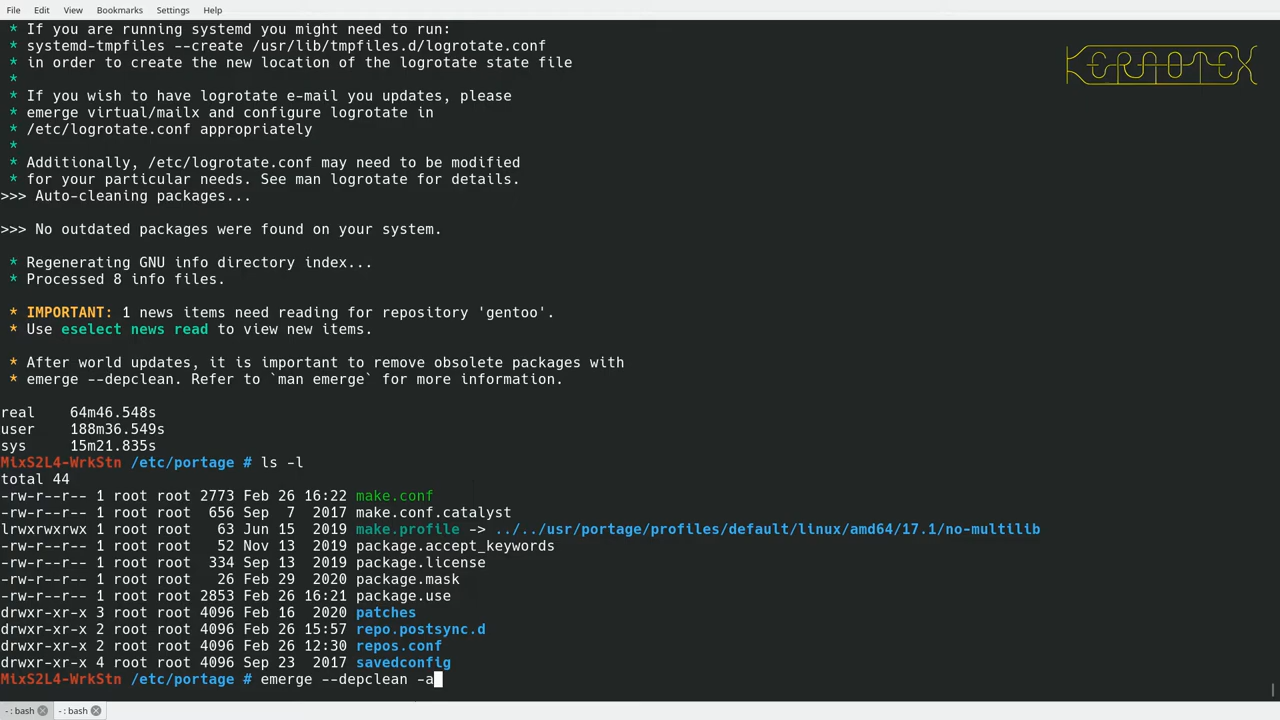 File Edit View Bookmarks Settings Help
* If you are running systemd you might need to run:
* systemd-tmpfiles --create /usr/lib/tmpfiles.d/logrotate.conf
* in order to create the new location of the logrotate state file
*
* If you wish to have logrotate e-mail you updates, please
* emerge virtual/mailx and configure logrotate in
* /etc/logrotate.conf appropriately
*
* Additionally, /etc/logrotate.conf may need to be modified
* for your particular needs. See man logrotate for details.
>>> Auto-cleaning packages...
>>> No outdated packages were found on your system.
* Regenerating GNU info directory index...
* Processed 8 info files.
* IMPORTANT: 1 news items need reading for repository 'gentoo'.
* Use eselect news read to view new items.
* After world updates, it is important to remove obsolete packages with
* emerge --depclean. Refer to `man emerge` for more information.
real 64m46.548s
user 188m36.549s
sys 15m21.835s
MixS2L4-WrkStn /etc/portage # ls -l
total 44
-rw-r--r-- 1 root root 2773 Feb 26 16:22 make.conf
-rw-r--r-- 1 root root 656 Sep 7 2017 make.conf.catalyst
lrwxrwxrwx 1 root root 63 Jun 15 2019 make.profile -> ../../usr/portage/profiles/default/linux/amd64/17.1/no-multilib
-rw-r--r-- 1 root root 52 Nov 13 2019 package.accept_keywords
-rw-r--r-- 1 root root 334 Sep 13 2019 package.license
-rw-r--r-- 1 root root 26 Feb 29 2020 package.mask
-rw-r--r-- 1 root root 2853 Feb 26 16:21 package.use
drwxr-xr-x 3 root root 4096 Feb 16 2020 patches
drwxr-xr-x 2 root root 4096 Feb 26 15:57 repo.postsync.d
drwxr-xr-x 2 root root 4096 Feb 26 12:30 repos.conf
drwxr-xr-x 4 root root 4096 Sep 23 2017 savedconfig
MixS2L4-WrkStn /etc/portage # emerge --depclean -a
- : bash - : bash